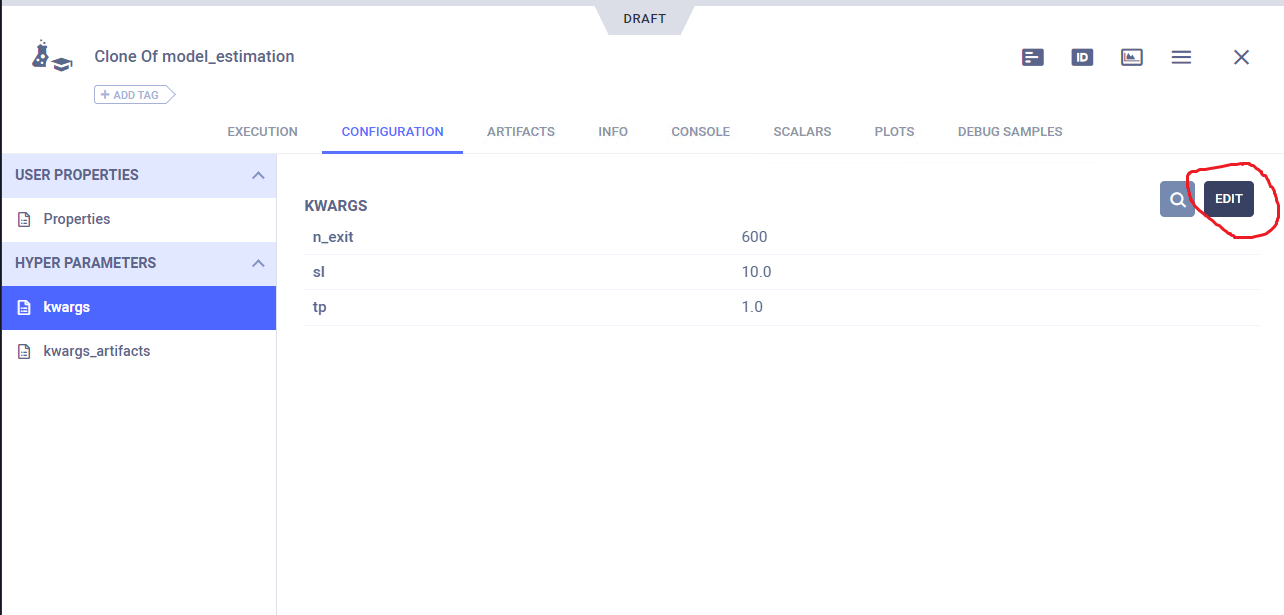 DRAFT
Clone Of model_estimation
ID
+ ADD TAG
EXECUTION CONFIGURATION ARTIFACTS INFO CONSOLE SCALARS PLOTS DEBUG SAMPLES
USER PROPERTIES
Properties
HYPER PARAMETERS
kwargs
kwargs_artifacts
EDIT
KWARGS
n_exit 600
sl 10.0
tp 1.0